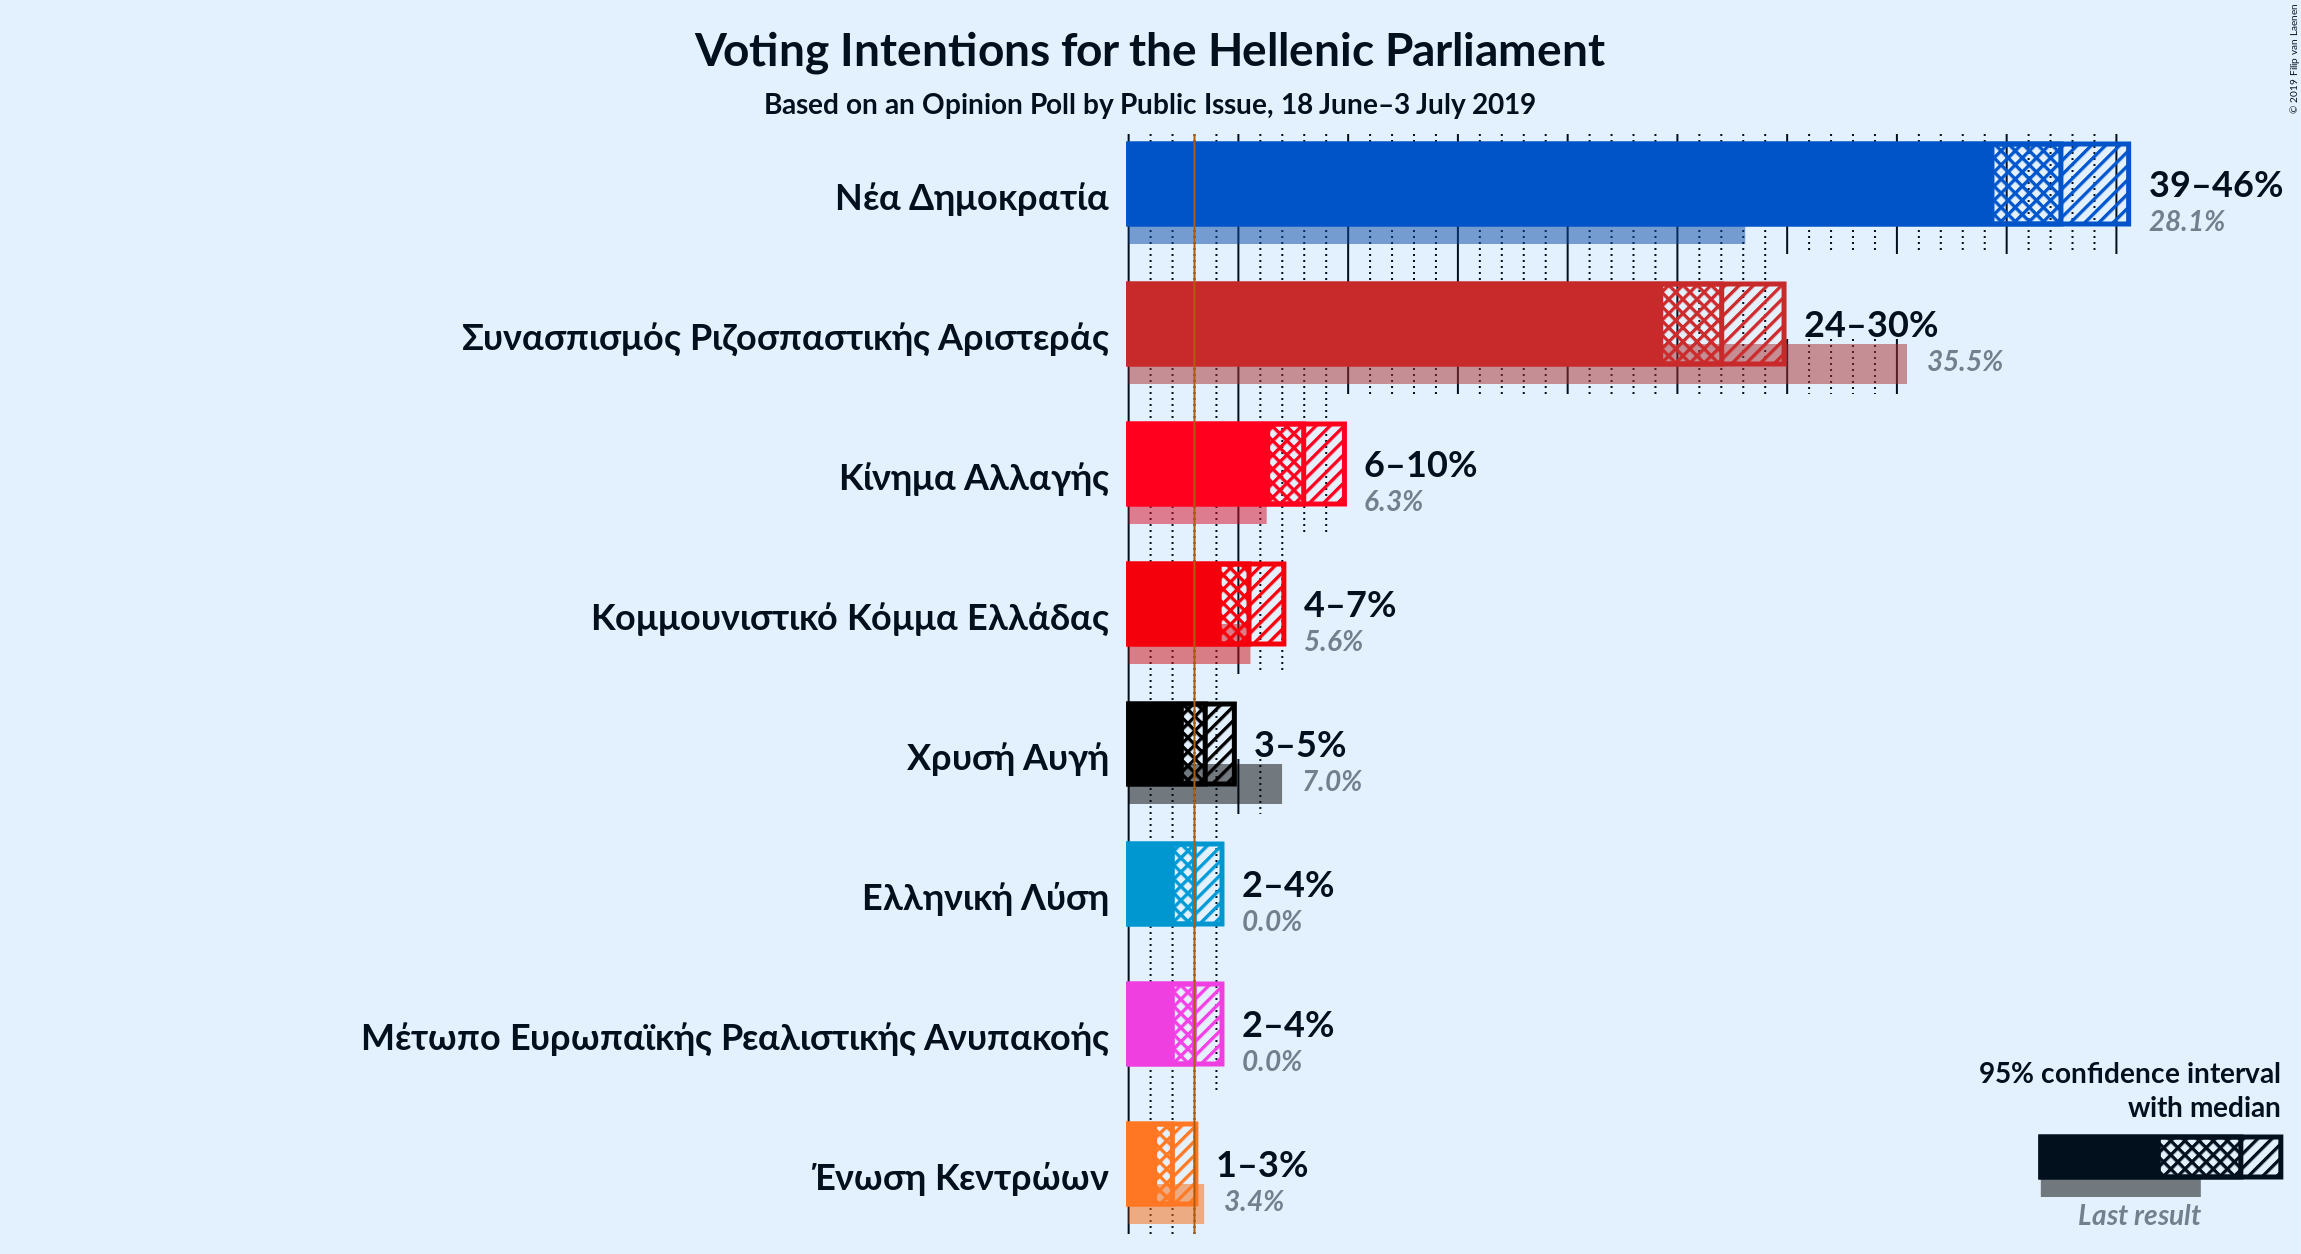 Voting Intentions for the Hellenic Parliament
Based on an Opinion Poll by Public Issue, 18 June–3 July 2019
© 2019 Filip van Laenen
Νέα Δημοκρατία
39–46%
28.1%
Συνασπισμός Ριζοσπαστικής Αριστεράς
24–30%
35.5%
Κίνημα Αλλαγής
6–10%
6.3%
Κομμουνιστικό Κόμμα Ελλάδας
4–7%
5.6%
Χρυσή Αυγή
3–5%
7.0%
Ελληνική Λύση
2–4%
0.0%
Μέτωπο Ευρωπαϊκής Ρεαλιστικής Ανυπακοής
2–4%
0.0%
Ένωση Κεντρώων
1–3%
3.4%
95% confidence interval
with median
Last result